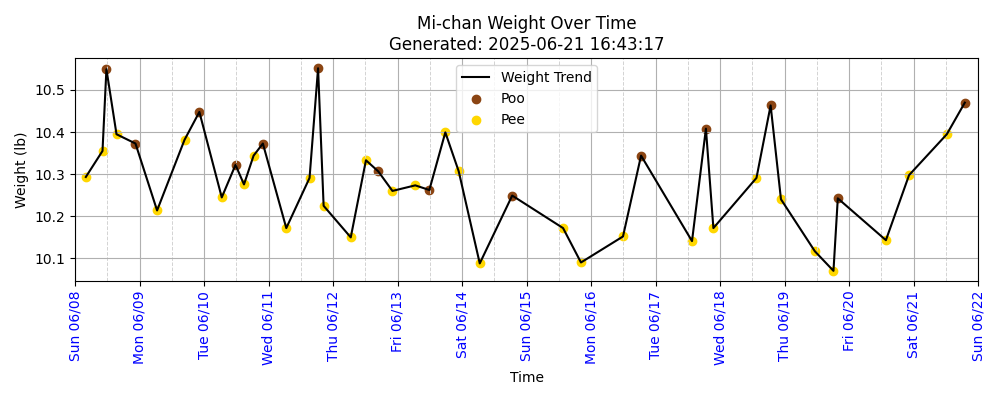 Mi-chan Weight Over Time
Generated: 2025-06-21 16:43:17
Weight Trend
Poo
Pee
Weight (lb)
10.5
10.4
10.3
10.2
10.1
Sun 06/08
Mon 06/09
Tue 06/10
Wed 06/11
Thu 06/12
Fri 06/13
Sat 06/14
Sun 06/15
Mon 06/16
Tue 06/17
Wed 06/18
Thu 06/19
Fri 06/20
Sat 06/21
Sun 06/22
Time